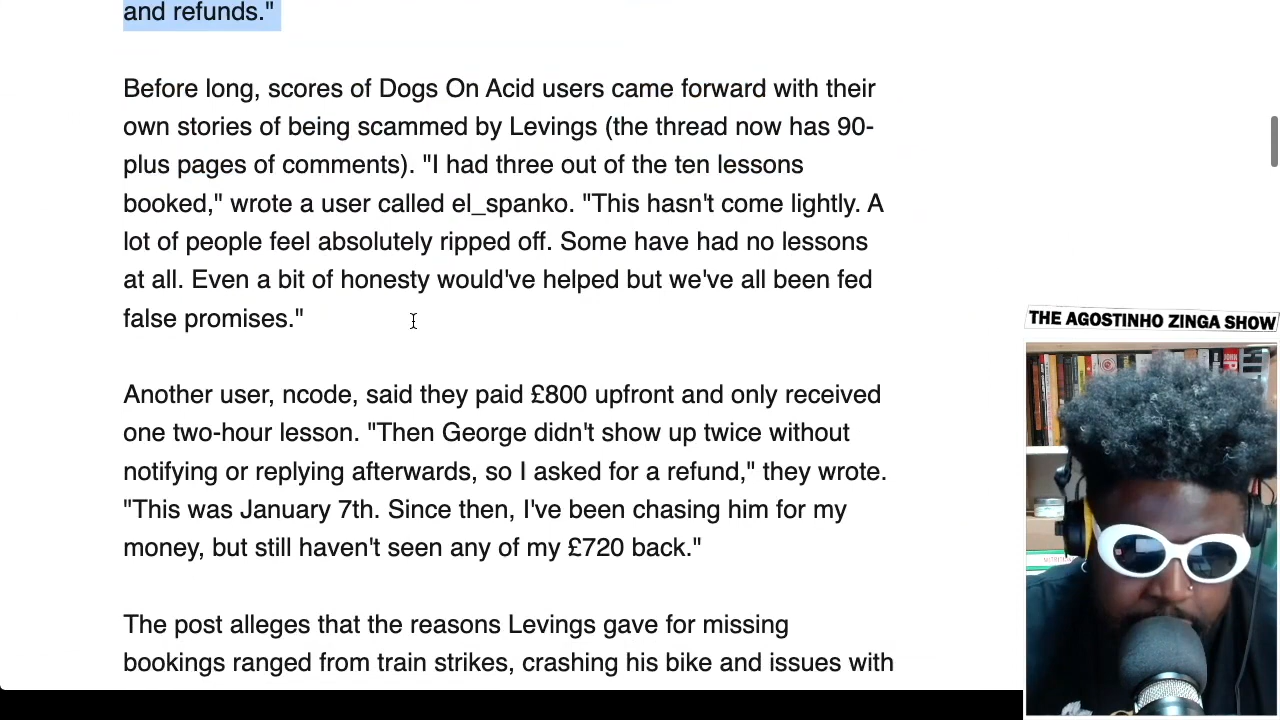 and refunds."
Before long, scores of Dogs On Acid users came forward with their
own stories of being scammed by Levings (the thread now has 90-
plus pages of comments). "I had three out of the ten lessons
booked," wrote a user called el_spanko. "This hasn't come lightly. A
lot of people feel absolutely ripped off. Some have had no lessons
at all. Even a bit of honesty would've helped but we've all been fed
false promises."
Another user, ncode, said they paid £800 upfront and only received
one two-hour lesson. "Then George didn't show up twice without
notifying or replying afterwards, so I asked for a refund," they wrote.
"This was January 7th. Since then, I've been chasing him for my
money, but still haven't seen any of my £720 back."
The post alleges that the reasons Levings gave for missing
bookings ranged from train strikes, crashing his bike and issues with
THE AGOSTINHO ZINGA SHOW